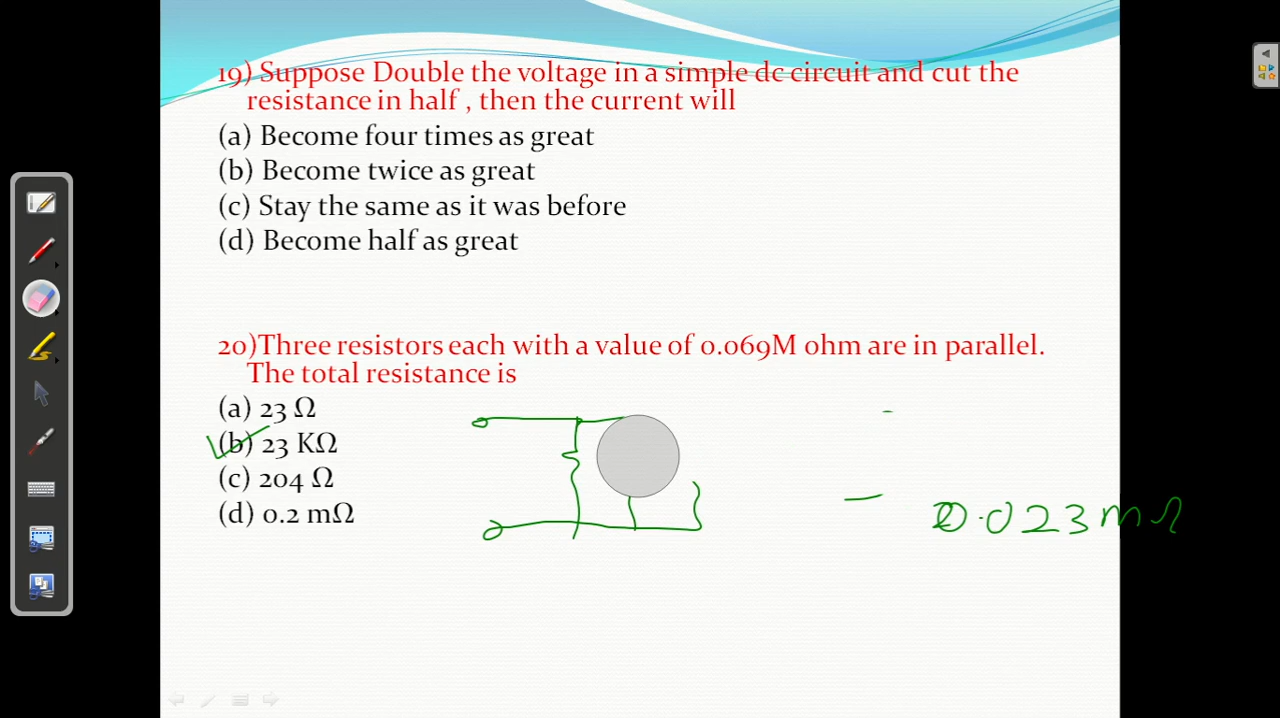 19) Suppose Double the voltage in a simple dc circuit and cut the
resistance in half , then the current will
(a) Become four times as great
(b) Become twice as great
(c) Stay the same as it was before
(d) Become half as great
20)Three resistors each with a value of 0.069M ohm are in parallel.
The total resistance is
(a) 23 Ω
(b) 23 KΩ
(c) 204 Ω
(d) 0.2 mΩ
0.023mΩ